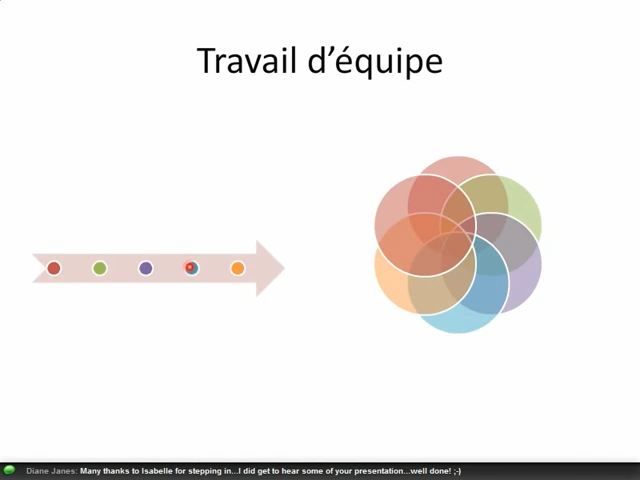 Travail d’équipe
Diane Janes: Many thanks to Isabelle for stepping in...I did get to hear some of your presentation...well done! ;-)